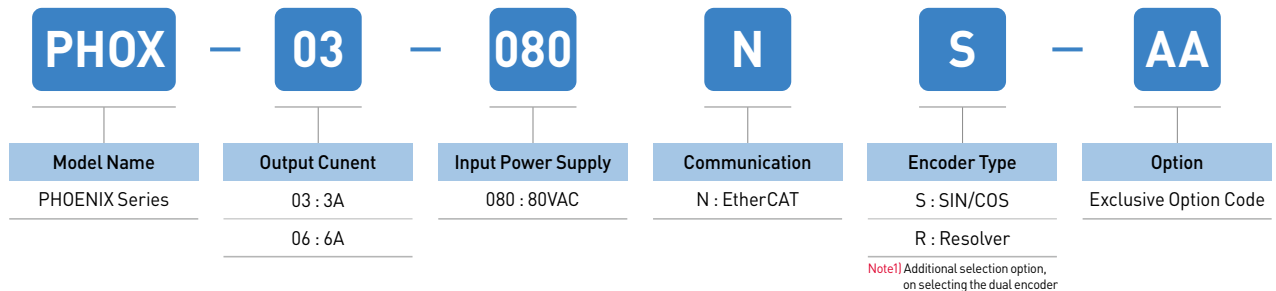 PHOX – 03 – 080 N S – AA
Model Name
PHOENIX Series
Output Cunent
03 : 3A
06 : 6A
Input Power Supply
080 : 80VAC
Communication
N : EtherCAT
Encoder Type
S : SIN/COS
R : Resolver
Note1) Additional selection option,
on selecting the dual encoder
Option
Exclusive Option Code